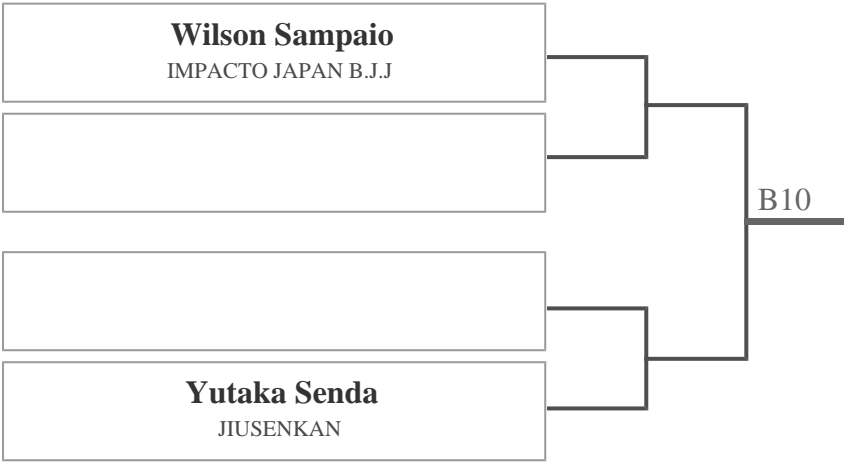 Wilson Sampaio
IMPACTO JAPAN B.J.J
B10
Yutaka Senda
JIUSENKAN